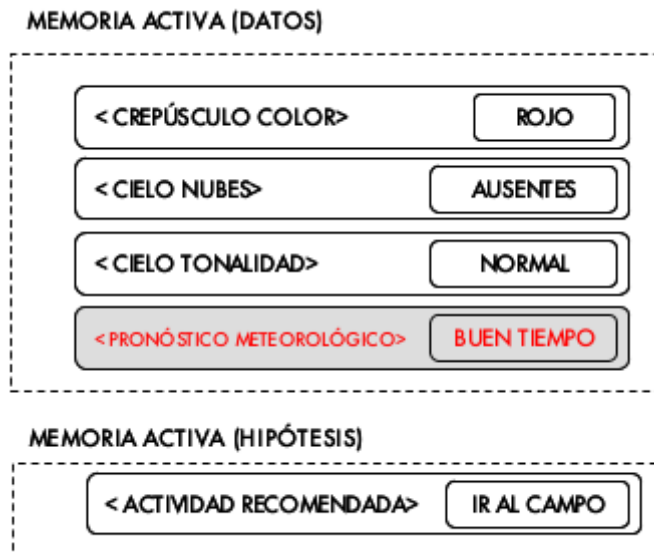 MEMORIA ACTIVA (DATOS)
<CREPÚSCULO COLOR> ROJO
<CIELO NUBES> AUSENTES
<CIELO TONALIDAD> NORMAL
<PRONÓSTICO METEOROLÓGICO> BUEN TIEMPO
MEMORIA ACTIVA (HIPÓTESIS)
<ACTIVIDAD RECOMENDADA> IR AL CAMPO